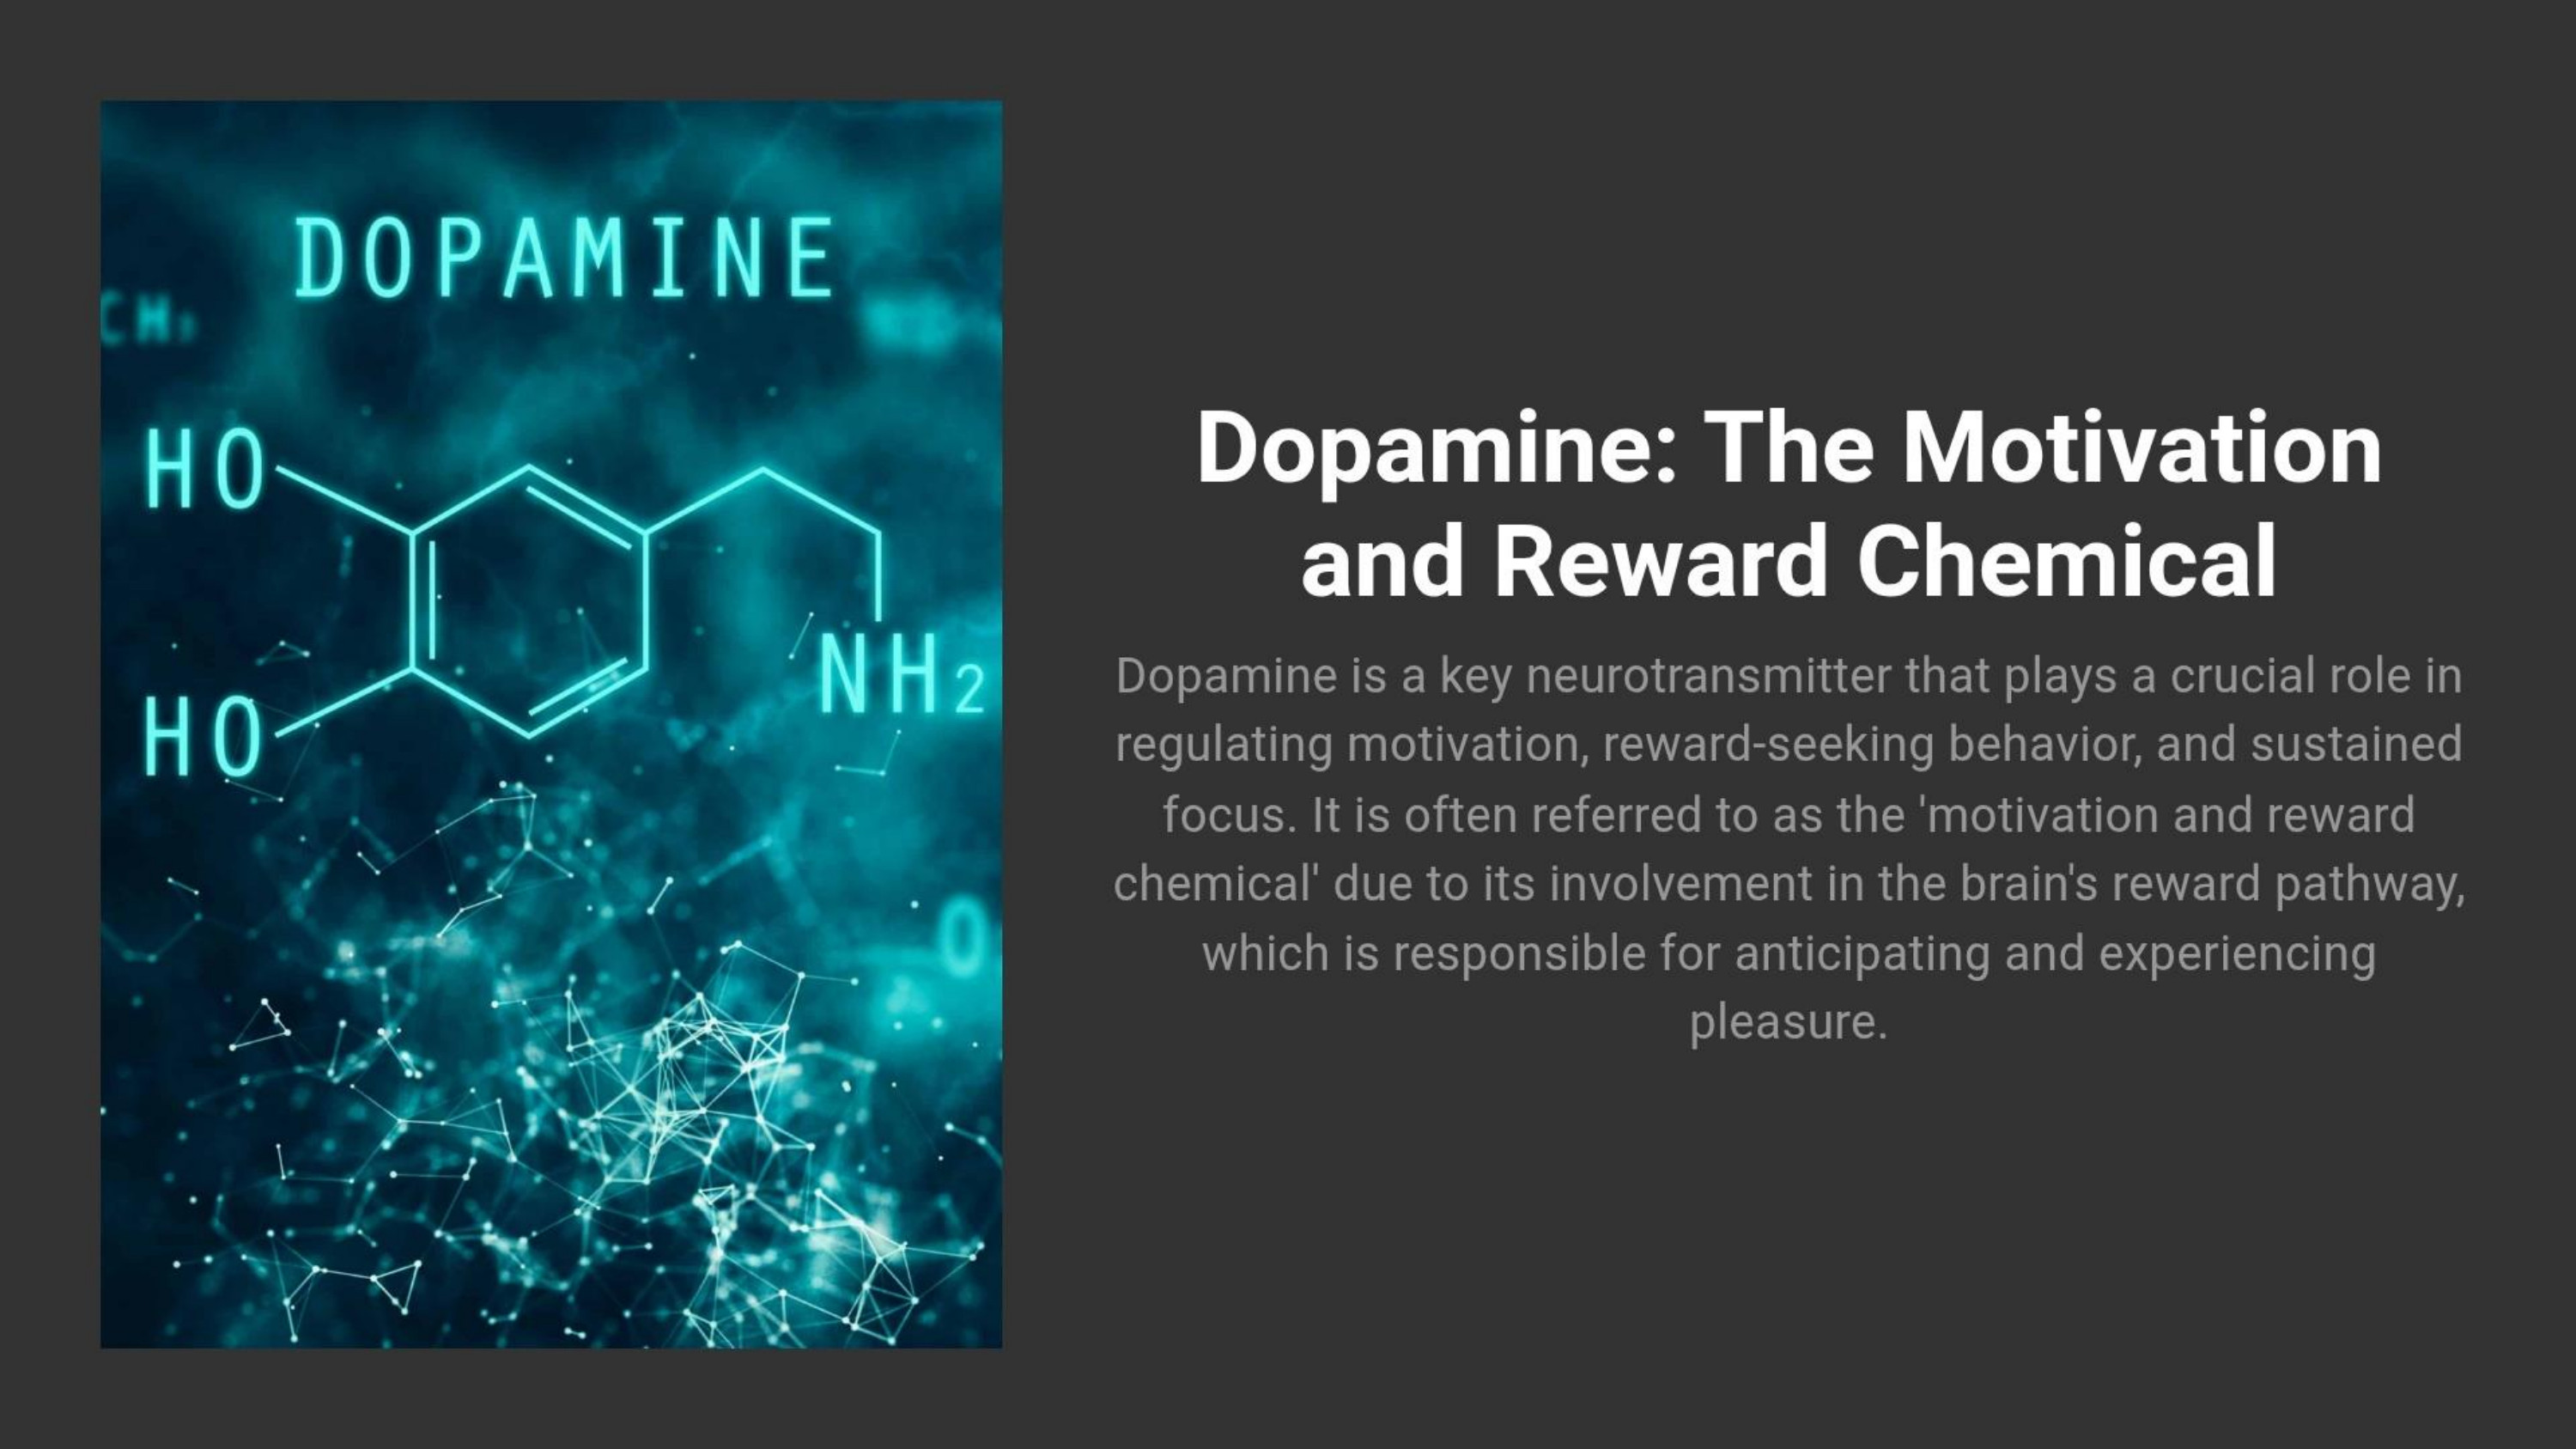 DOPAMINE
CH₃
HO
HO
NH2
O
Dopamine: The Motivation
and Reward Chemical
Dopamine is a key neurotransmitter that plays a crucial role in
regulating motivation, reward-seeking behavior, and sustained
focus. It is often referred to as the 'motivation and reward
chemical' due to its involvement in the brain's reward pathway,
which is responsible for anticipating and experiencing
pleasure.